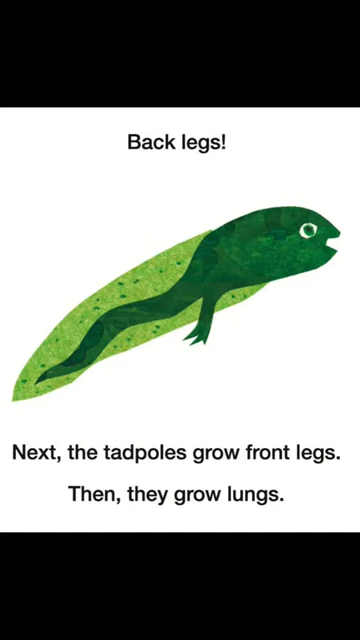 Back legs!
Next, the tadpoles grow front legs.
Then, they grow lungs.